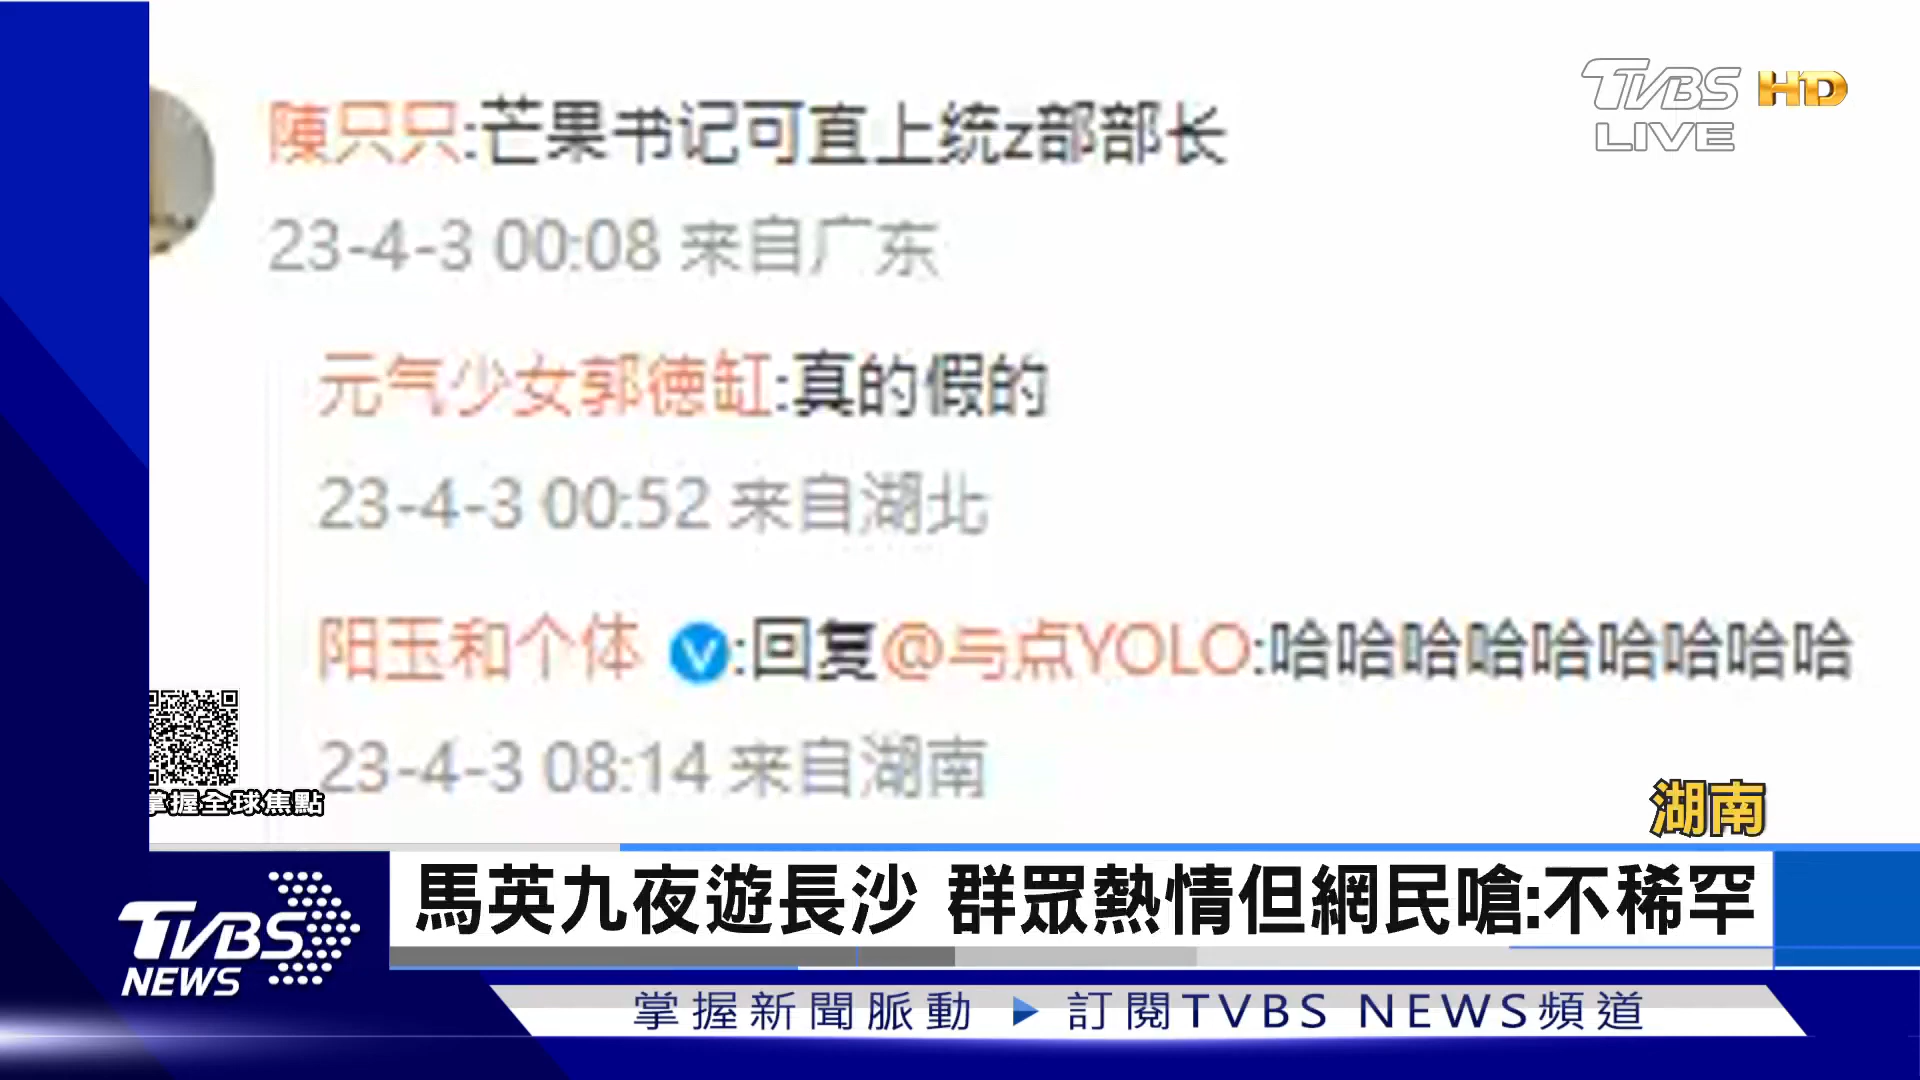 TVBS HD
LIVE
陳只只:芒果书记可直上统z部部长
23-4-3 00:08 来自广东
元气少女郭德缸:真的假的
23-4-3 00:52 来自湖北
阳玉和个体 V:回复@与点YOLO:哈哈哈哈哈哈哈哈哈
23-4-3 08:14 来自湖南
掌握全球焦點
湖南
馬英九夜遊長沙 群眾熱情但網民嗆:不稀罕
TVBS
NEWS
掌握新聞脈動 ▶ 訂閱TVBS NEWS頻道